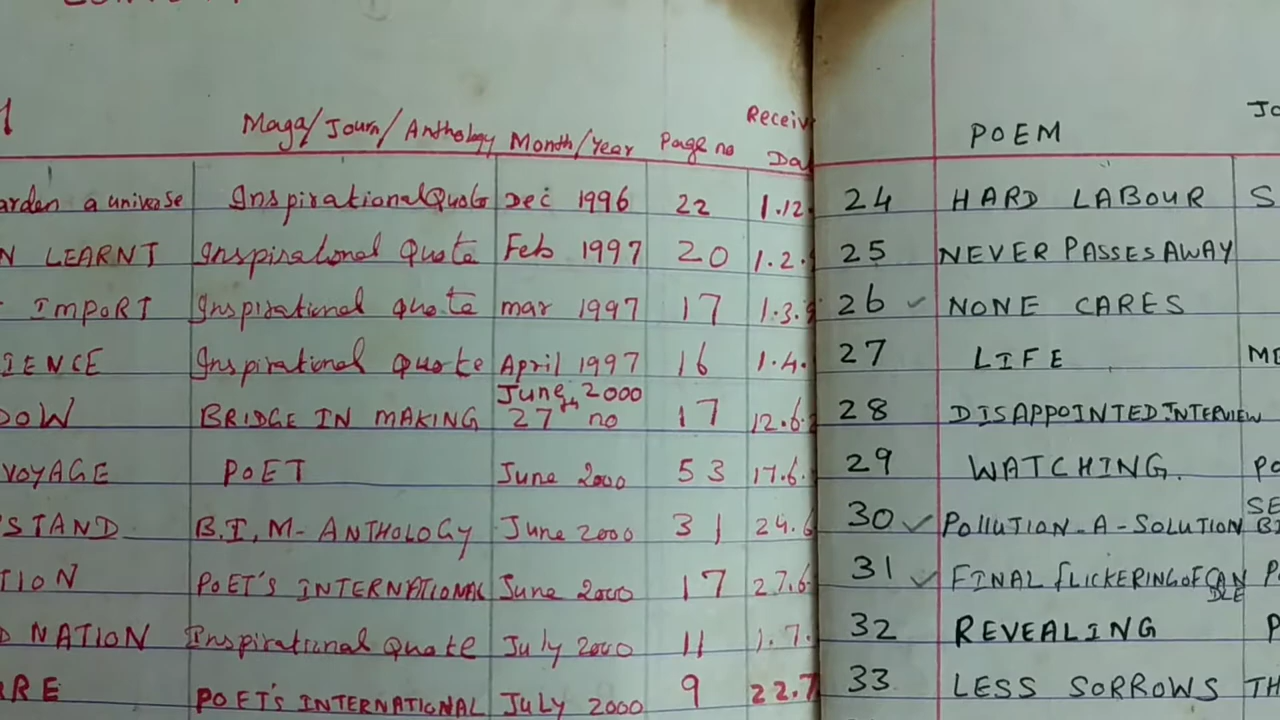 Maga/Journ/Anthology Month/Year Page no
arden a universe Inspirational Quote Dec 1996 22 1.12.
N LEARNT Inspirational Quote Feb 1997 20 1.2.
IMPORT Inspirational quote mar 1997 17 1.3.
IENCE Inspirational quote April 1997 16 1.4.
DOW BRIDGE IN MAKING June, 2000 27th no 17 12.6.
VOYAGE POET June 2000 53 17.6.
STAND B.I.M- ANTHOLOGY June 2000 31 24.6
TION POET'S INTERNATIONAL June 2000 17 27.6
NATION Inspirational Quote July 2000 11 1.7.
RE POET'S INTERNATIONAL July 2000 9 22.7
POEM
24 HARD LABOUR S
25 NEVER PASSES AWAY
26 NONE CARES
27 LIFE ME
28 DISAPPOINTED INTERVIEW
29 WATCHING. PO
30 POLLUTION-A-SOLUTION SE BI
31 FINAL FLICKERING OF CANDLE P
32 REVEALING P
33 LESS SORROWS TH